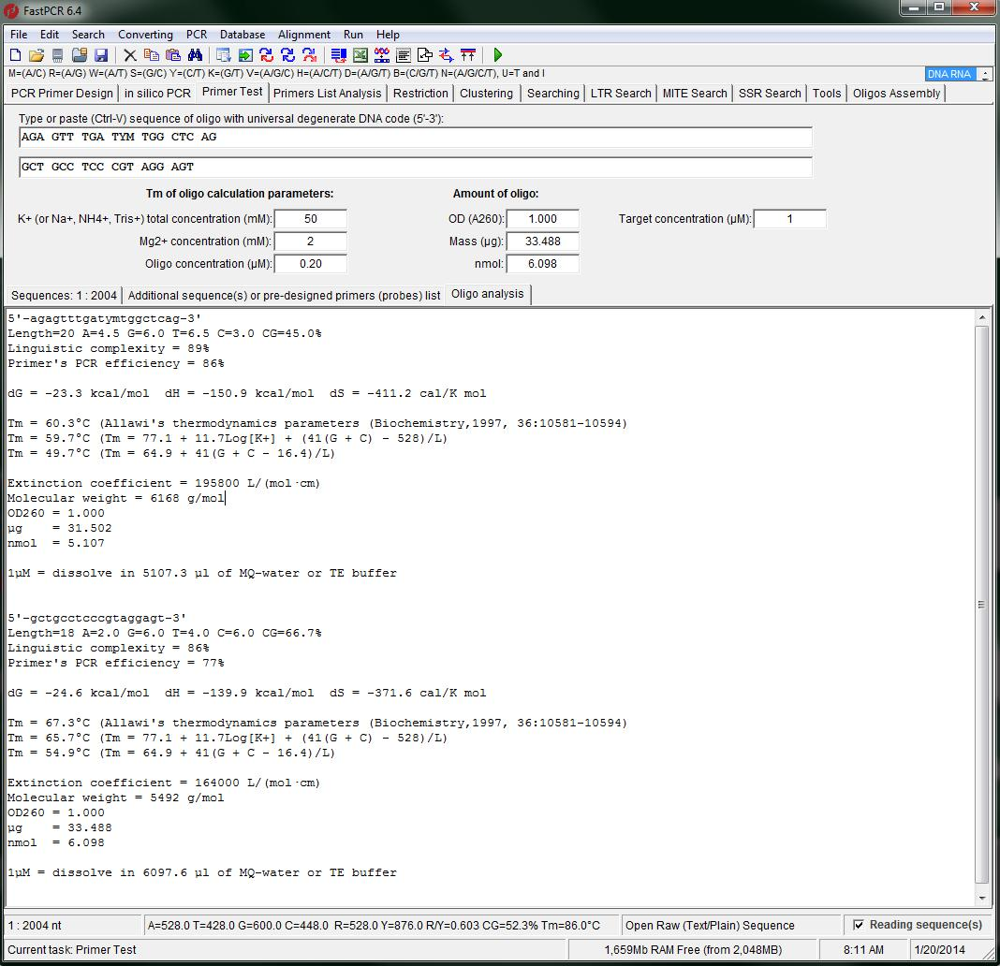 FastPCR 6.4
File Edit Search Converting PCR Database Alignment Run Help
M=(A/C) R=(A/G) W=(A/T) S=(G/C) Y=(C/T) K=(G/T) V=(A/G/C) H=(A/C/T) D=(A/G/T) B=(C/G/T) N=(A/G/C/T), U=T and I
DNA RNA
PCR Primer Design in silico PCR Primer Test Primers List Analysis Restriction Clustering Searching LTR Search MITE Search SSR Search Tools Oligos Assembly
Type or paste (Ctrl-V) sequence of oligo with universal degenerate DNA code (5'-3'):
AGA GTT TGA TYM TGG CTC AG
GCT GCC TCC CGT AGG AGT
Tm of oligo calculation parameters: Amount of oligo:
K+ (or Na+, NH4+, Tris+) total concentration (mM): 50 OD (A260): 1.000 Target concentration (µM): 1
Mg2+ concentration (mM): 2 Mass (µg): 33.488
Oligo concentration (µM): 0.20 nmol: 6.098
Sequences: 1 : 2004 Additional sequence(s) or pre-designed primers (probes) list Oligo analysis
5'-agagtttgatymtggctcag-3'
Length=20 A=4.5 G=6.0 T=6.5 C=3.0 CG=45.0%
Linguistic complexity = 89%
Primer's PCR efficiency = 86%
dG = -23.3 kcal/mol dH = -150.9 kcal/mol dS = -411.2 cal/K mol
Tm = 60.3°C (Allawi's thermodynamics parameters (Biochemistry,1997, 36:10581-10594)
Tm = 59.7°C (Tm = 77.1 + 11.7Log[K+] + (41(G + C) - 528)/L)
Tm = 49.7°C (Tm = 64.9 + 41(G + C - 16.4)/L)
Extinction coefficient = 195800 L/(mol·cm)
Molecular weight = 6168 g/mol
OD260 = 1.000
µg = 31.502
nmol = 5.107
1µM = dissolve in 5107.3 µl of MQ-water or TE buffer
5'-gctgcctcccgtaggagt-3'
Length=18 A=2.0 G=6.0 T=4.0 C=6.0 CG=66.7%
Linguistic complexity = 86%
Primer's PCR efficiency = 77%
dG = -24.6 kcal/mol dH = -139.9 kcal/mol dS = -371.6 cal/K mol
Tm = 67.3°C (Allawi's thermodynamics parameters (Biochemistry,1997, 36:10581-10594)
Tm = 65.7°C (Tm = 77.1 + 11.7Log[K+] + (41(G + C) - 528)/L)
Tm = 54.9°C (Tm = 64.9 + 41(G + C - 16.4)/L)
Extinction coefficient = 164000 L/(mol·cm)
Molecular weight = 5492 g/mol
OD260 = 1.000
µg = 33.488
nmol = 6.098
1µM = dissolve in 6097.6 µl of MQ-water or TE buffer
1 : 2004 nt A=528.0 T=428.0 G=600.0 C=448.0 R=528.0 Y=876.0 R/Y=0.603 CG=52.3% Tm=86.0°C Open Raw (Text/Plain) Sequence Reading sequence(s)
Current task: Primer Test 1,659Mb RAM Free (from 2,048MB) 8:11 AM 1/20/2014